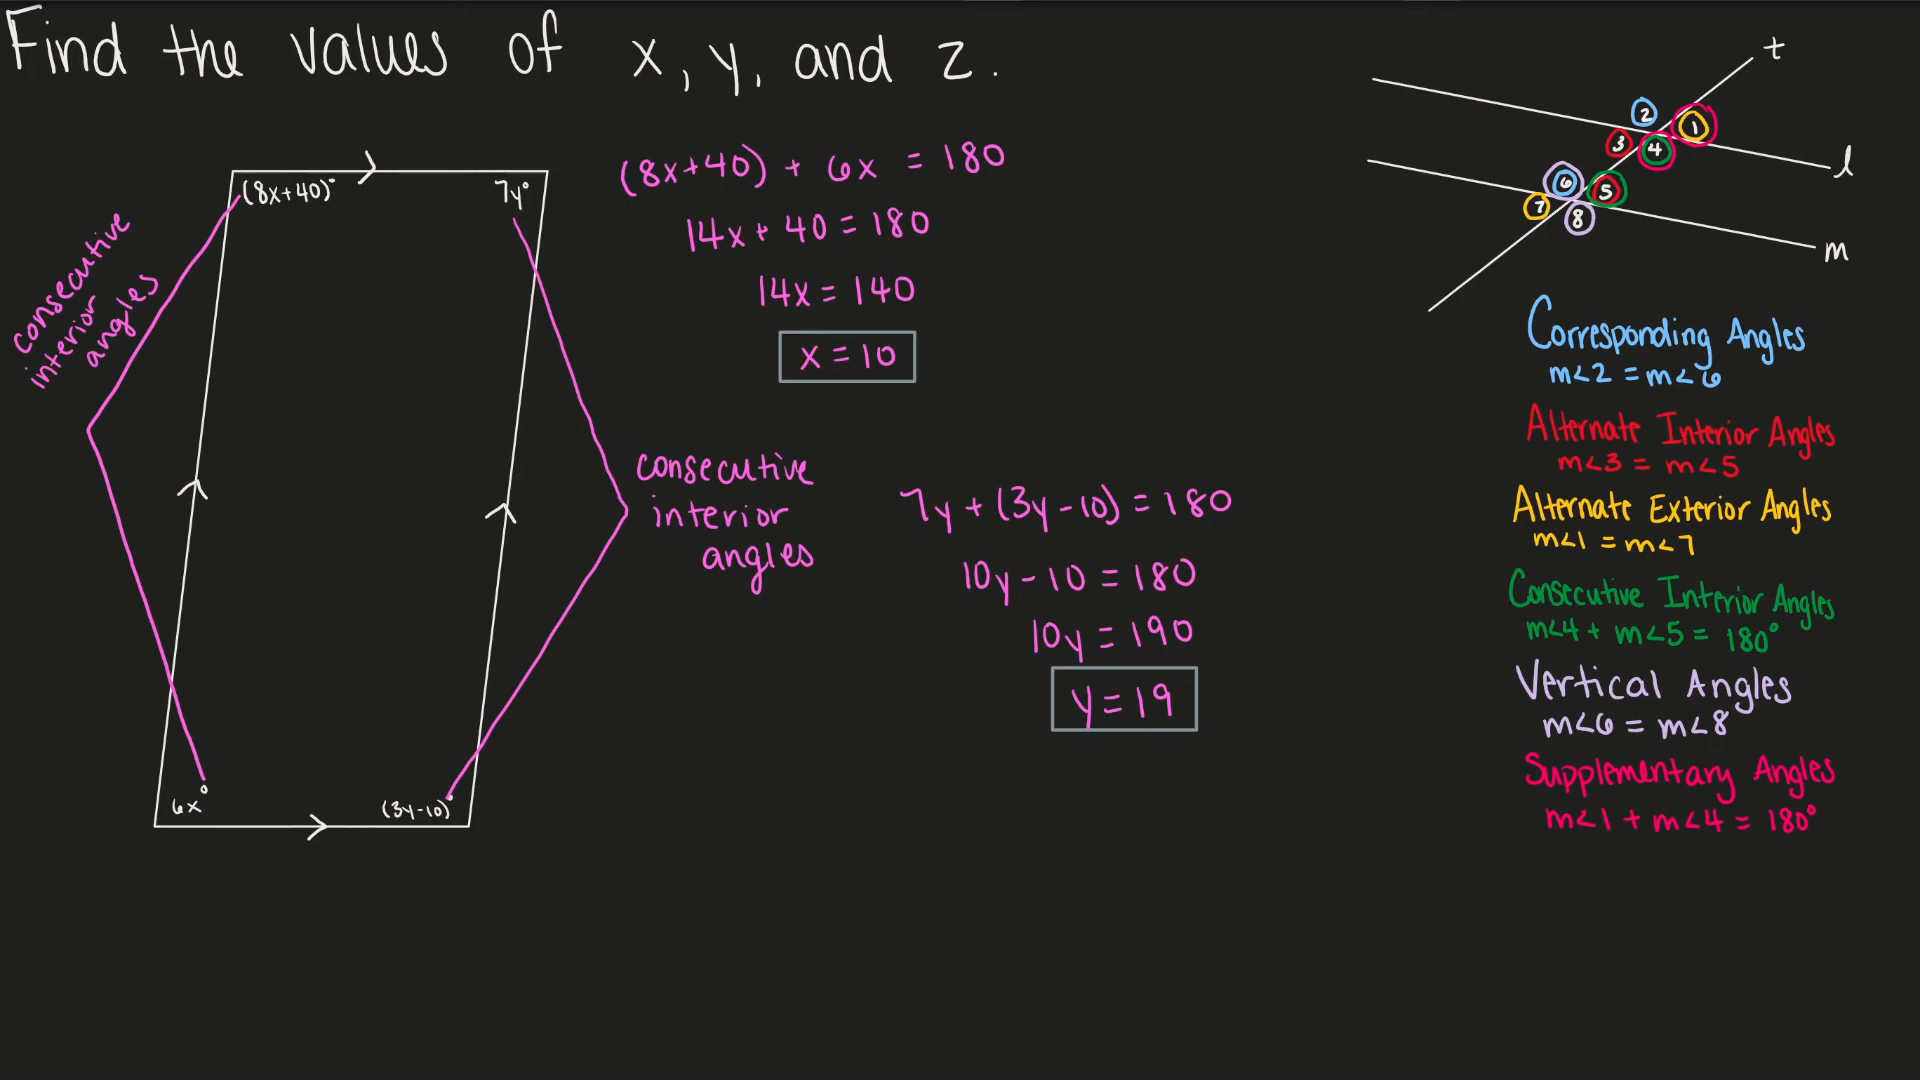 Find the values of x, y, and z.
(8x+40)°
7y°
6x°
(3y-10)°
consecutive
interior
angles
(8x+40) + 6x = 180
14x + 40 = 180
14x = 140
x = 10
consecutive
interior
angles
7y + (3y-10) = 180
10y - 10 = 180
10y = 190
y = 19
t
2
1
3
4
l
6
5
7
8
m
Corresponding Angles
m∠2 = m∠6
Alternate Interior Angles
m∠3 = m∠5
Alternate Exterior Angles
m∠1 = m∠7
Consecutive Interior Angles
m∠4 + m∠5 = 180°
Vertical Angles
m∠6 = m∠8
Supplementary Angles
m∠1 + m∠4 = 180°